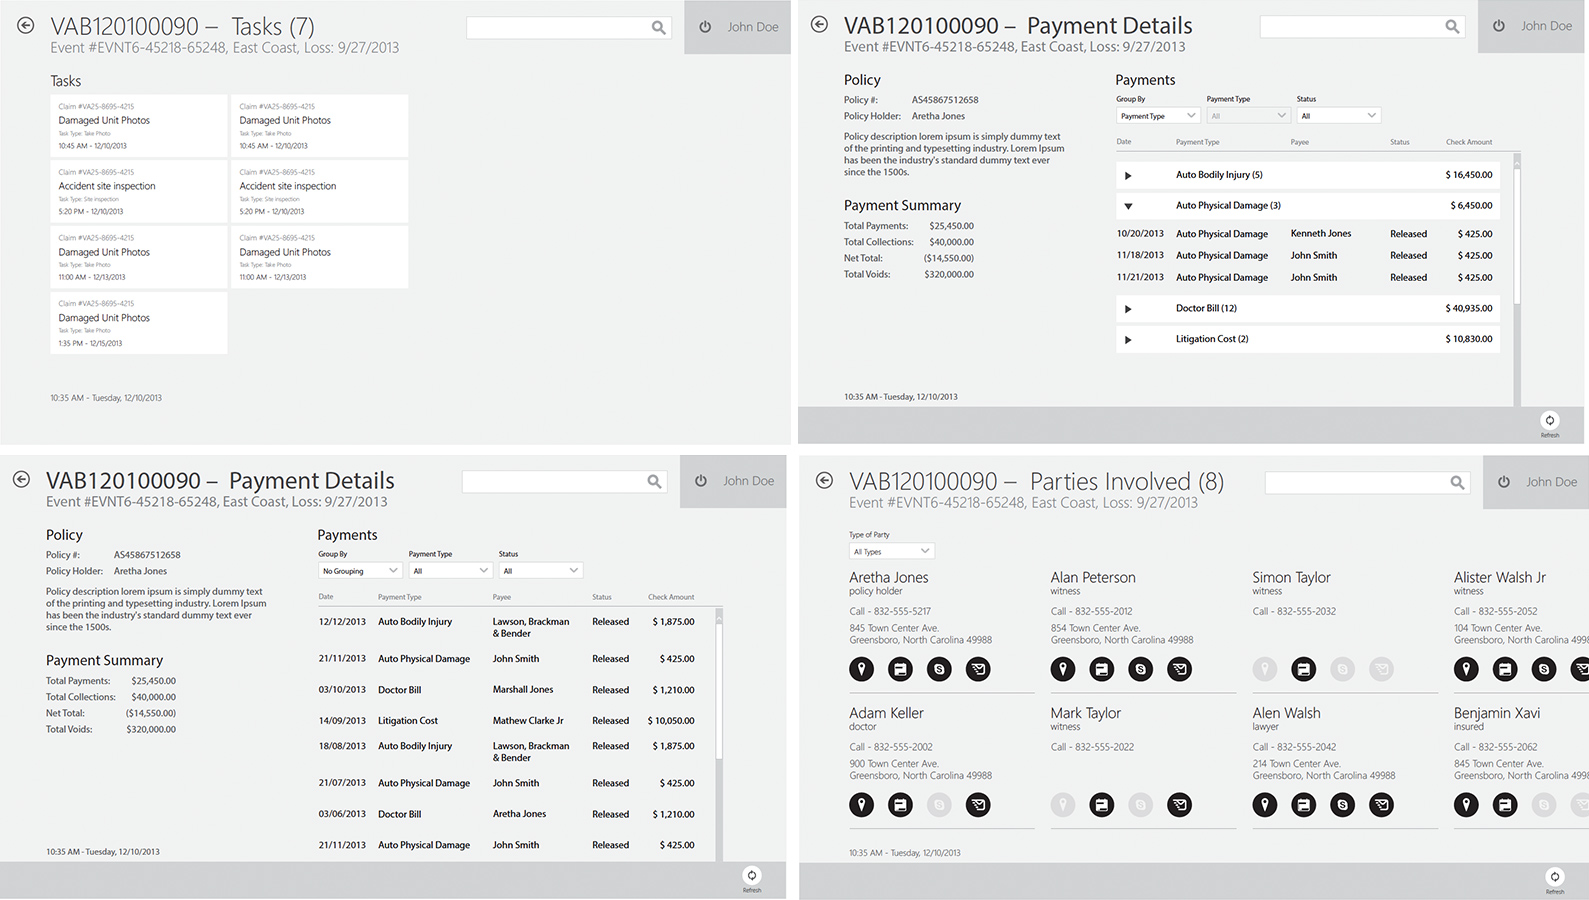 VAB120100090 – Tasks (7)
Event #EVNT6-45218-65248, East Coast, Loss: 9/27/2013
John Doe
Tasks
Claim #VA25-8695-4215
Damaged Unit Photos
Task Type: Take Photo
10:45 AM - 12/10/2013
Claim #VA25-8695-4215
Damaged Unit Photos
Task Type: Take Photo
10:45 AM - 12/10/2013
Claim #VA25-8695-4215
Accident site inspection
Task Type: Site inspection
5:20 PM - 12/10/2013
Claim #VA25-8695-4215
Accident site inspection
Task Type: Site inspection
5:20 PM - 12/10/2013
Claim #VA25-8695-4215
Damaged Unit Photos
Task Type: Take Photo
11:00 AM - 12/13/2013
Claim #VA25-8695-4215
Damaged Unit Photos
Task Type: Take Photo
11:00 AM - 12/13/2013
Claim #VA25-8695-4215
Damaged Unit Photos
Task Type: Take Photo
1:35 PM - 12/15/2013
10:35 AM - Tuesday, 12/10/2013
VAB120100090 – Payment Details
Event #EVNT6-45218-65248, East Coast, Loss: 9/27/2013
John Doe
Policy
Policy #: AS45867512658
Policy Holder: Aretha Jones
Policy description lorem ipsum is simply dummy text
of the printing and typesetting industry. Lorem Ipsum
has been the industry's standard dummy text ever
since the 1500s.
Payment Summary
Total Payments: $25,450.00
Total Collections: $40,000.00
Net Total: ($14,550.00)
Total Voids: $320,000.00
Payments
Group By Payment Type Status
Payment Type All All
Date Payment Type Payee Status Check Amount
Auto Bodily Injury (5) $ 16,450.00
Auto Physical Damage (3) $ 6,450.00
10/20/2013 Auto Physical Damage Kenneth Jones Released $ 425.00
11/18/2013 Auto Physical Damage John Smith Released $ 425.00
11/21/2013 Auto Physical Damage John Smith Released $ 425.00
Doctor Bill (12) $ 40,935.00
Litigation Cost (2) $ 10,830.00
10:35 AM - Tuesday, 12/10/2013
Refresh
VAB120100090 – Payment Details
Event #EVNT6-45218-65248, East Coast, Loss: 9/27/2013
John Doe
Policy
Policy #: AS45867512658
Policy Holder: Aretha Jones
Policy description lorem ipsum is simply dummy text
of the printing and typesetting industry. Lorem Ipsum
has been the industry's standard dummy text ever
since the 1500s.
Payment Summary
Total Payments: $25,450.00
Total Collections: $40,000.00
Net Total: ($14,550.00)
Total Voids: $320,000.00
Payments
Group By Payment Type Status
No Grouping All All
Date Payment Type Payee Status Check Amount
12/12/2013 Auto Bodily Injury Lawson, Brackman Released $ 1,875.00
& Bender
21/11/2013 Auto Physical Damage John Smith Released $ 425.00
03/10/2013 Doctor Bill Marshall Jones Released $ 1,210.00
14/09/2013 Litigation Cost Mathew Clarke Jr Released $ 10,050.00
18/08/2013 Auto Bodily Injury Lawson, Brackman Released $ 1,875.00
& Bender
21/07/2013 Auto Physical Damage John Smith Released $ 425.00
03/06/2013 Doctor Bill Aretha Jones Released $ 1,210.00
21/11/2013 Auto Physical Damage John Smith Released $ 425.00
10:35 AM - Tuesday, 12/10/2013
Refresh
VAB120100090 – Parties Involved (8)
Event #EVNT6-45218-65248, East Coast, Loss: 9/27/2013
John Doe
Type of Party
All Types
Aretha Jones
policy holder
Call - 832-555-5217
845 Town Center Ave.
Greensboro, North Carolina 49988
Alan Peterson
witness
Call - 832-555-2012
854 Town Center Ave.
Greensboro, North Carolina 49988
Simon Taylor
witness
Call - 832-555-2032
Alister Walsh Jr
witness
Call - 832-555-2052
104 Town Center Ave.
Greensboro, North Carolina 499
Adam Keller
doctor
Call - 832-555-2002
900 Town Center Ave.
Greensboro, North Carolina 49988
Mark Taylor
witness
Call - 832-555-2022
Alen Walsh
lawyer
Call - 832-555-2042
214 Town Center Ave.
Greensboro, North Carolina 49988
Benjamin Xavi
insured
Call - 832-555-2062
845 Town Center Ave.
Greensboro, North Carolina 499
10:35 AM - Tuesday, 12/10/2013
Refresh